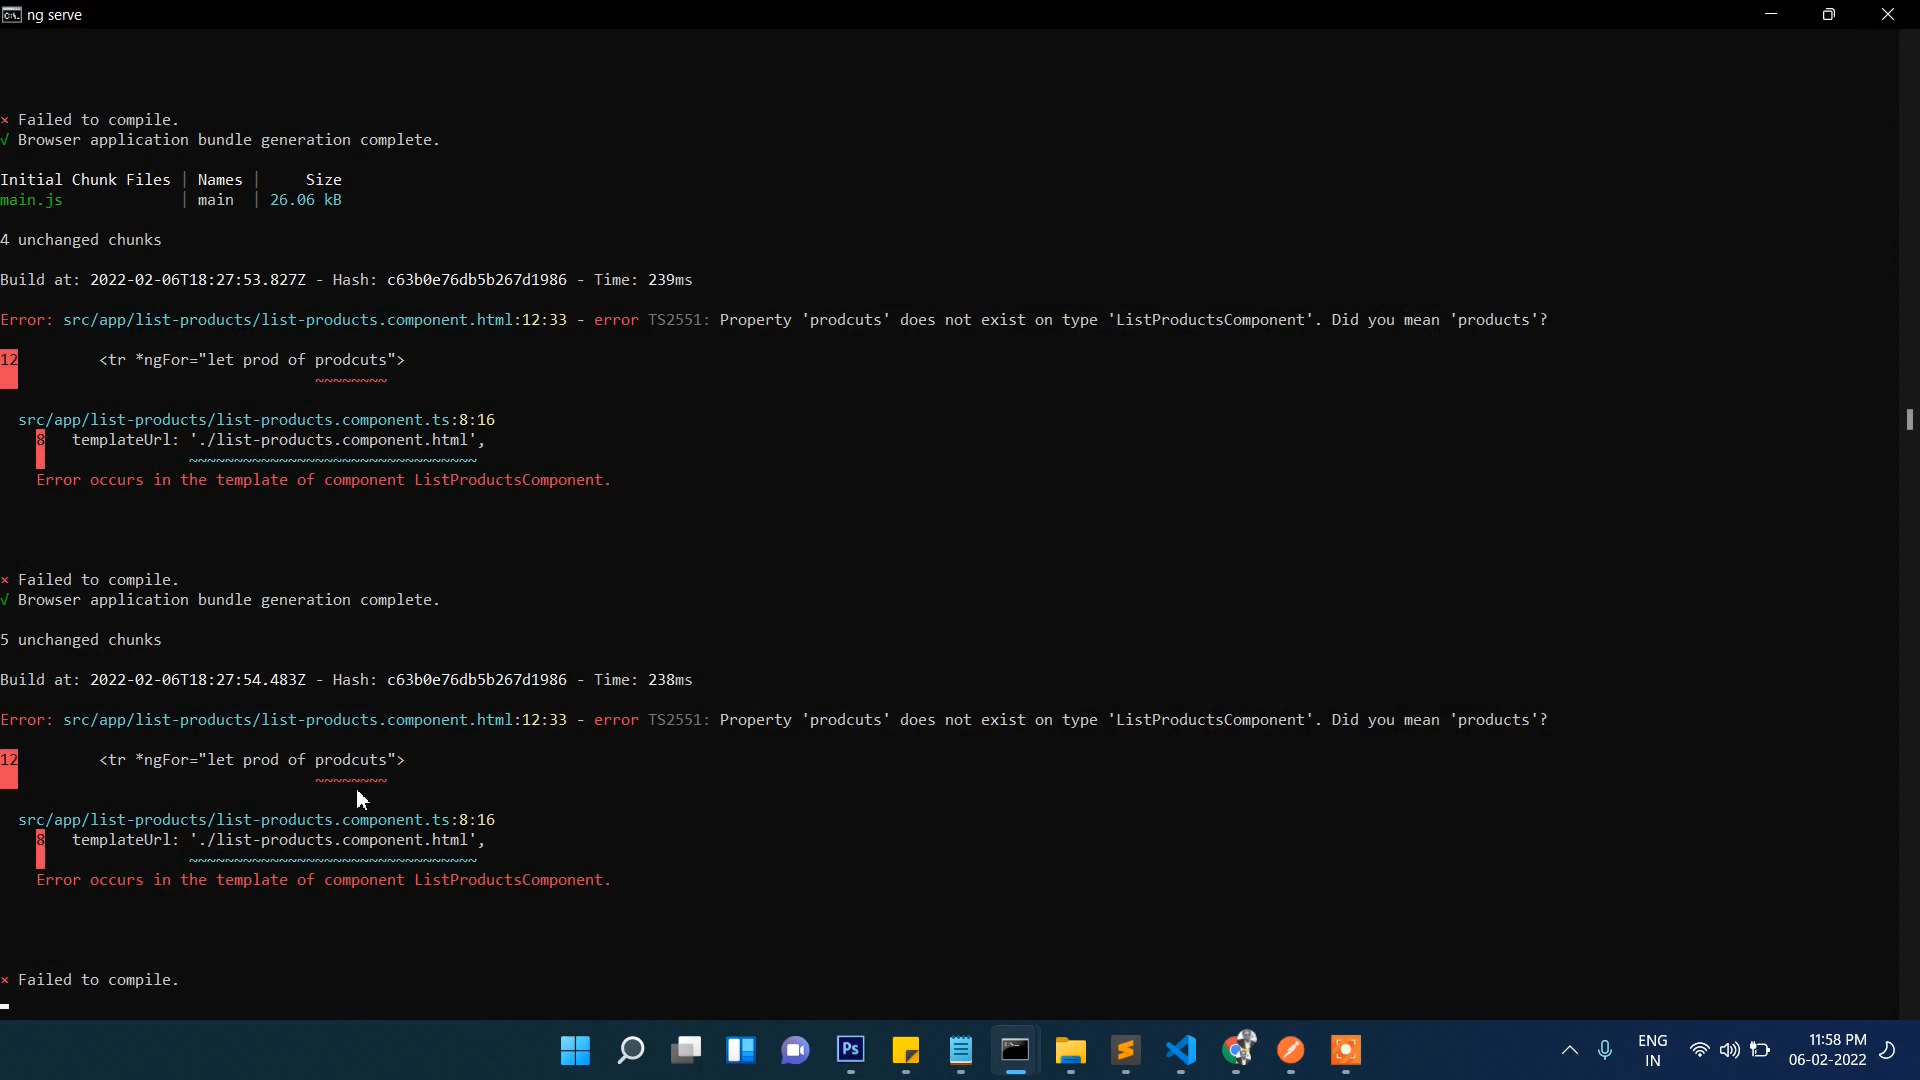 ng serve
× Failed to compile.
√ Browser application bundle generation complete.
Initial Chunk Files | Names | Size
main.js | main | 26.06 kB
4 unchanged chunks
Build at: 2022-02-06T18:27:53.827Z - Hash: c63b0e76db5b267d1986 - Time: 239ms
Error: src/app/list-products/list-products.component.html:12:33 - error TS2551: Property 'prodcuts' does not exist on type 'ListProductsComponent'. Did you mean 'products'?
12 <tr *ngFor="let prod of prodcuts">
~~~~~~~~
src/app/list-products/list-products.component.ts:8:16
8 templateUrl: './list-products.component.html',
~~~~~~~~~~~~~~~~~~~~~~~~~~~~~~~~
Error occurs in the template of component ListProductsComponent.
× Failed to compile.
√ Browser application bundle generation complete.
5 unchanged chunks
Build at: 2022-02-06T18:27:54.483Z - Hash: c63b0e76db5b267d1986 - Time: 238ms
Error: src/app/list-products/list-products.component.html:12:33 - error TS2551: Property 'prodcuts' does not exist on type 'ListProductsComponent'. Did you mean 'products'?
12 <tr *ngFor="let prod of prodcuts">
~~~~~~~~
src/app/list-products/list-products.component.ts:8:16
8 templateUrl: './list-products.component.html',
~~~~~~~~~~~~~~~~~~~~~~~~~~~~~~~~
Error occurs in the template of component ListProductsComponent.
× Failed to compile.
Ps
ENG
IN
11:58 PM
06-02-2022